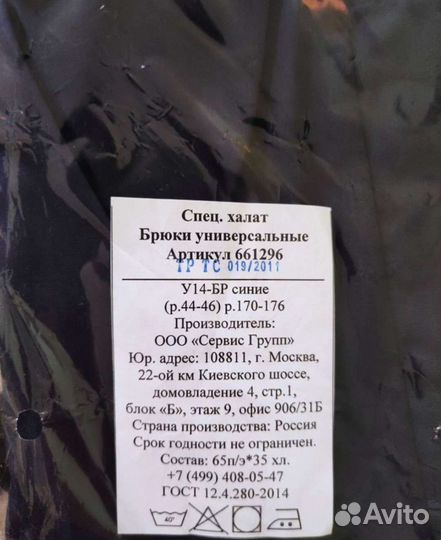 Спец. халат
Брюки универсальные
Артикул 661296
ТР ТС 019/2011
У14-БР синие
(р.44-46) р.170-176
Производитель:
ООО «Сервис Групп»
Юр. адрес: 108811, г. Москва,
22-ой км Киевского шоссе,
домовладение 4, стр.1,
блок «Б», этаж 9, офис 906/31Б
Страна производства: Россия
Срок годности не ограничен.
Состав: 65п/э*35 хл.
+7 (499) 408-05-47
ГОСТ 12.4.280-2014
40°
Avito